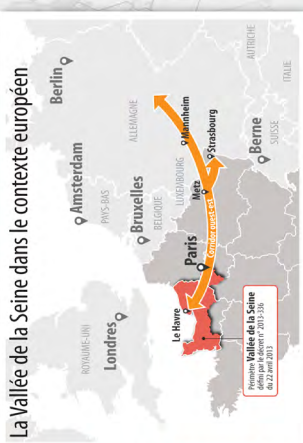 La Vallée de la Seine dans le contexte européen
Berlin
Amsterdam
PAYS-BAS
ALLEMAGNE
AUTRICHE
ROYAUME-UNI
Londres
Bruxelles
BELGIQUE
LUXEMBOURG
Mannheim
Strasbourg
Metz
Berne
SUISSE
ITALIE
Le Havre
Paris
Corridor ouest-est
Périmètre Vallée de la Seine
défini par le décret n° 2013-336
du 22 avril 2013